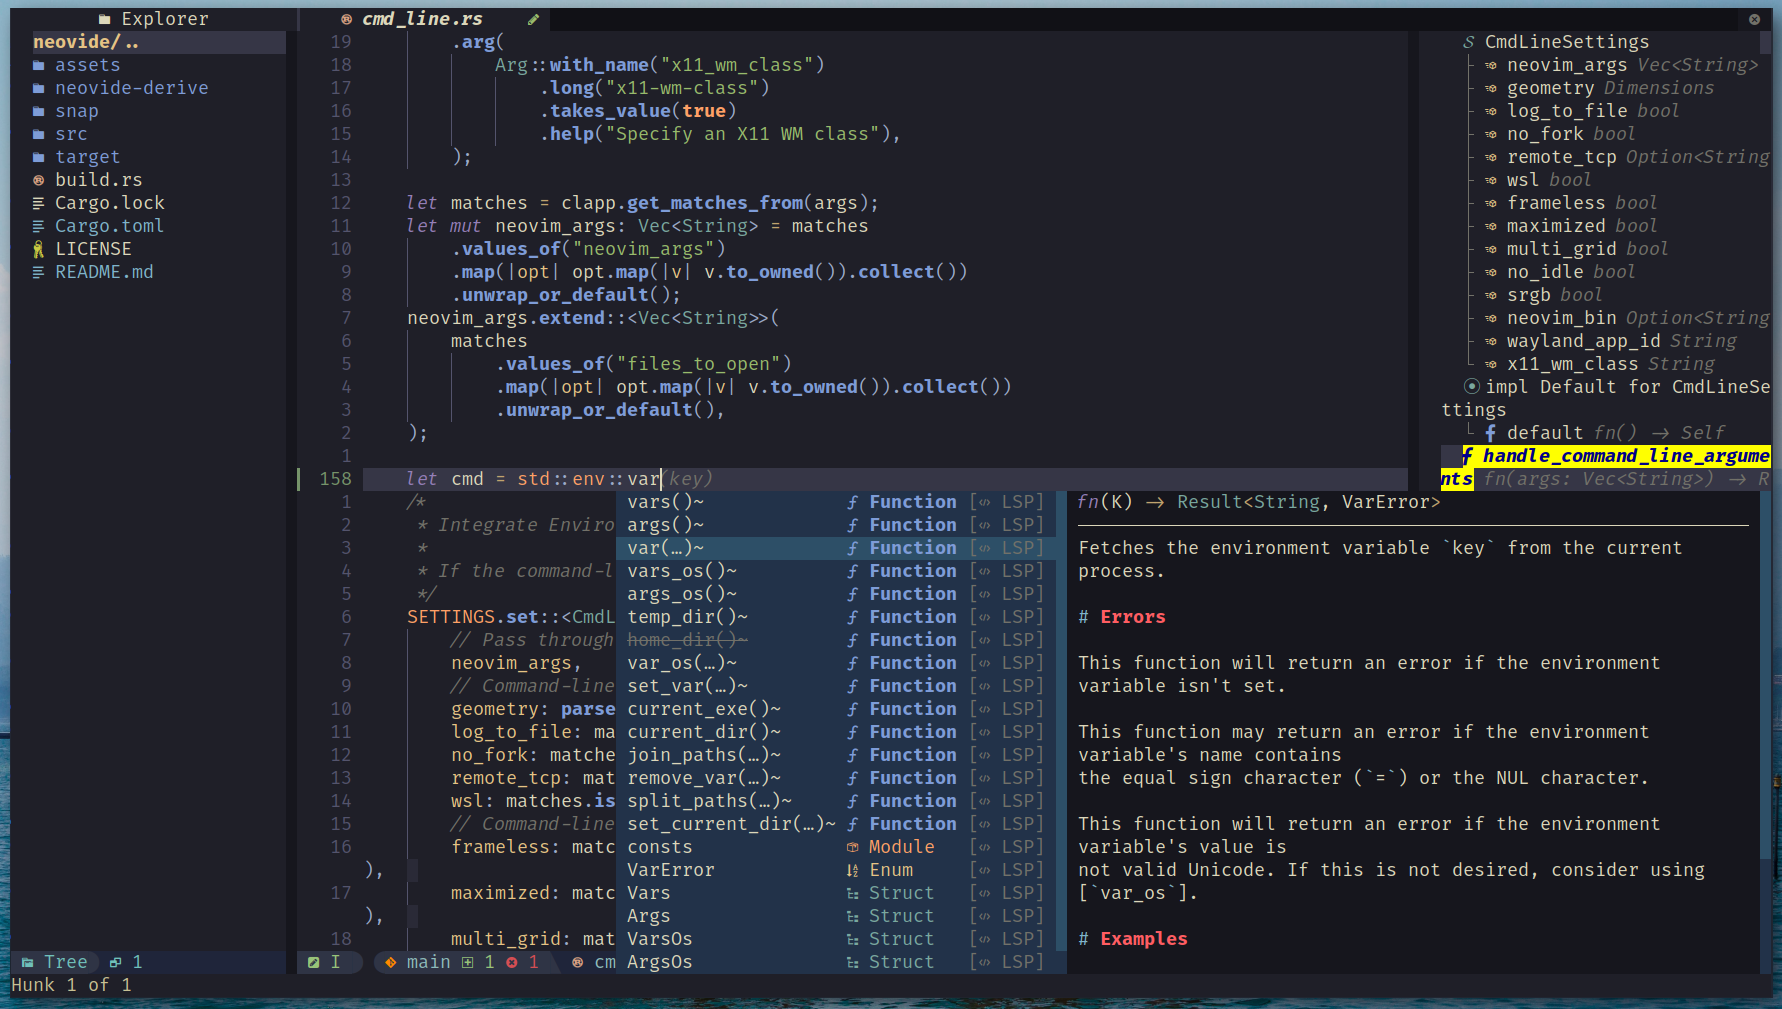 Explorer
neovide/..
assets
neovide-derive
snap
src
target
build.rs
Cargo.lock
Cargo.toml
LICENSE
README.md
Tree 1
Hunk 1 of 1
cmd_line.rs
19 .arg(
18 Arg::with_name("x11_wm_class")
17 .long("x11-wm-class")
16 .takes_value(true)
15 .help("Specify an X11 WM class"),
14 );
13
12 let matches = clapp.get_matches_from(args);
11 let mut neovim_args: Vec<String> = matches
10 .values_of("neovim_args")
9 .map(|opt| opt.map(|v| v.to_owned()).collect())
8 .unwrap_or_default();
7 neovim_args.extend::<Vec<String>>(
6 matches
5 .values_of("files_to_open")
4 .map(|opt| opt.map(|v| v.to_owned()).collect())
3 .unwrap_or_default(),
2 );
1
158 let cmd = std::env::var(key)
1 /*
2 * Integrate Enviro
3 *
4 * If the command-l
5 */
6 SETTINGS.set::<CmdL
7 // Pass through
8 neovim_args,
9 // Command-line
10 geometry: parse
11 log_to_file: ma
12 no_fork: matche
13 remote_tcp: mat
14 wsl: matches.is
15 // Command-line
16 frameless: matc
),
17 maximized: matc
),
18 multi_grid: mat
I main 1 1 cm
vars()~ Function [ LSP]
args()~ Function [ LSP]
var(…)~ Function [ LSP]
vars_os()~ Function [ LSP]
args_os()~ Function [ LSP]
temp_dir()~ Function [ LSP]
home_dir()~ Function [ LSP]
var_os(…)~ Function [ LSP]
set_var(…)~ Function [ LSP]
current_exe()~ Function [ LSP]
current_dir()~ Function [ LSP]
join_paths(…)~ Function [ LSP]
remove_var(…)~ Function [ LSP]
split_paths(…)~ Function [ LSP]
set_current_dir(…)~ Function [ LSP]
consts Module [ LSP]
VarError Enum [ LSP]
Vars Struct [ LSP]
Args Struct [ LSP]
VarsOs Struct [ LSP]
ArgsOs Struct [ LSP]
fn(K) -> Result<String, VarError>
Fetches the environment variable `key` from the current
process.
# Errors
This function will return an error if the environment
variable isn't set.
This function may return an error if the environment
variable's name contains
the equal sign character (`=`) or the NUL character.
This function will return an error if the environment
variable's value is
not valid Unicode. If this is not desired, consider using
[`var_os`].
# Examples
S CmdLineSettings
neovim_args Vec<String>
geometry Dimensions
log_to_file bool
no_fork bool
remote_tcp Option<String
wsl bool
frameless bool
maximized bool
multi_grid bool
no_idle bool
srgb bool
neovim_bin Option<String
wayland_app_id String
x11_wm_class String
impl Default for CmdLineSe
ttings
default fn() -> Self
handle_command_line_argume
nts fn(args: Vec<String>) -> R